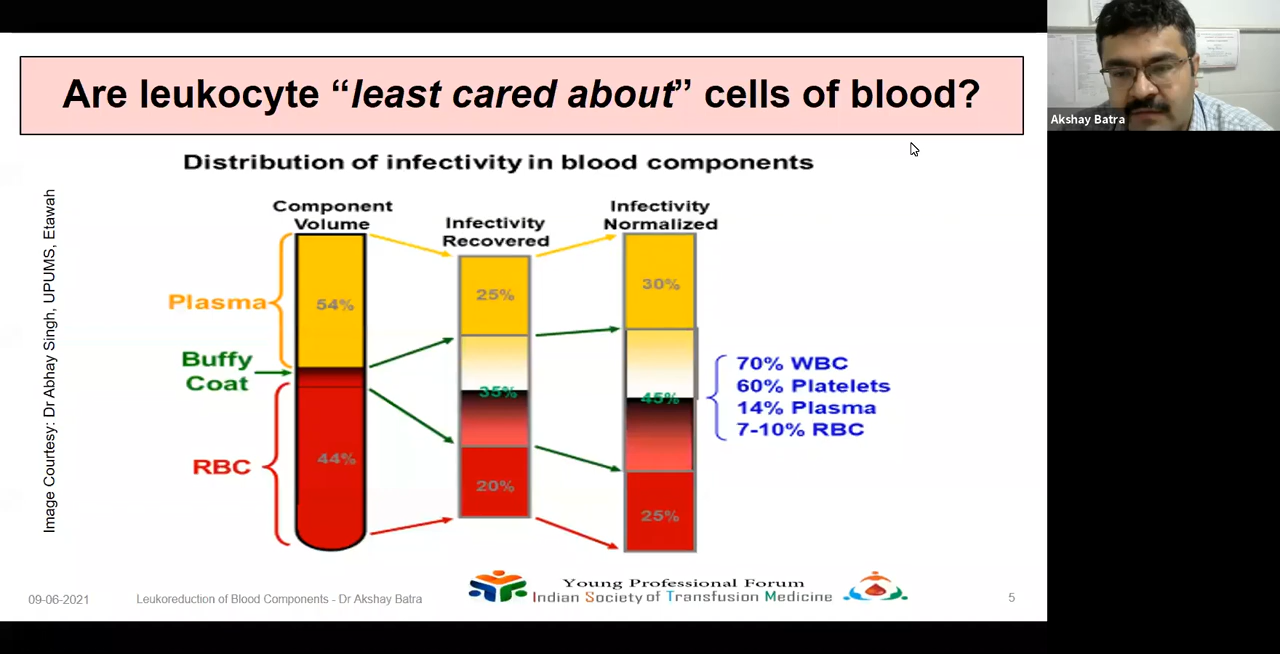 Are leukocyte “least cared about” cells of blood?
Akshay Batra
Distribution of infectivity in blood components
Image Courtesy: Dr Abhay Singh, UPUMS, Etawah
Component
Volume
Infectivity
Recovered
Infectivity
Normalized
Plasma
54%
25%
30%
Buffy
Coat
35%
45%
70% WBC
60% Platelets
14% Plasma
7-10% RBC
RBC
44%
20%
25%
09-06-2021
Leukoreduction of Blood Components - Dr Akshay Batra
Young Professional Forum
Indian Society of Transfusion Medicine
5